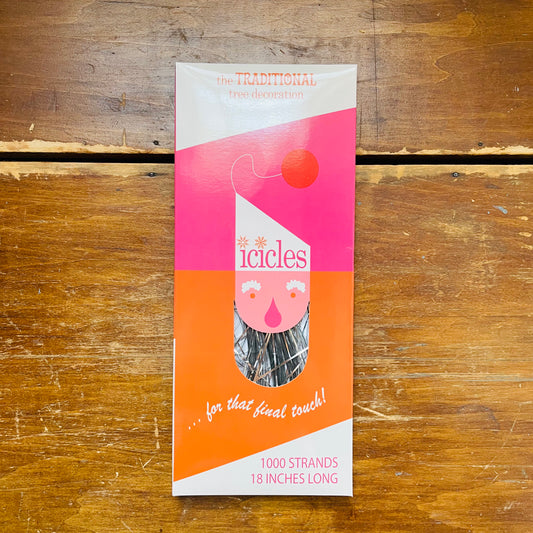 the TRADITIONAL
tree decoration
icicles
... for that final touch!
1000 STRANDS
18 INCHES LONG